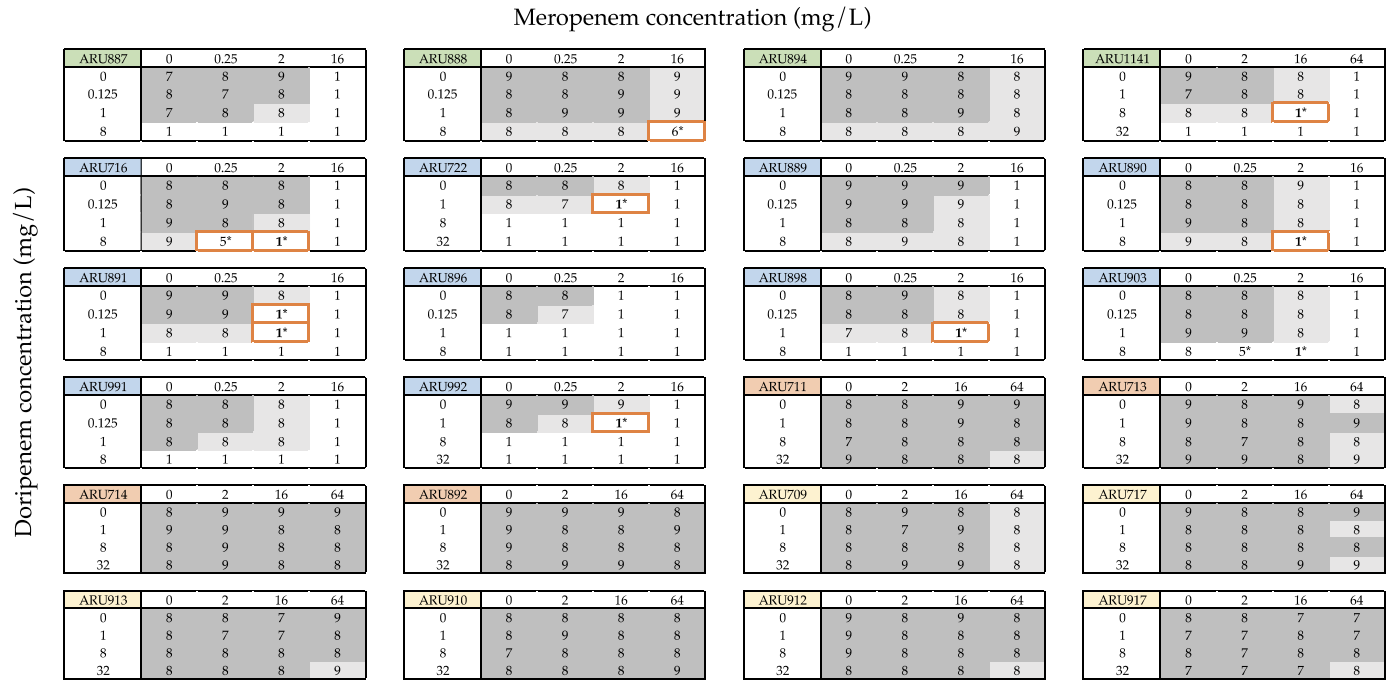 Meropenem concentration (mg/L)
Doripenem concentration (mg/L)
ARU887 0 0.25 2 16
0 7 8 9 1
0.125 8 7 8 1
1 7 8 8 1
8 1 1 1 1
ARU888 0 0.25 2 16
0 9 8 8 9
0.125 8 8 9 9
1 8 9 9 9
8 8 8 8 6*
ARU894 0 0.25 2 16
0 9 9 8 8
0.125 8 8 8 8
1 8 8 9 8
8 8 8 8 9
ARU1141 0 2 16 64
0 9 8 8 1
1 7 8 8 1
8 8 8 1* 1
32 1 1 1 1
ARU716 0 0.25 2 16
0 8 8 8 1
0.125 8 9 8 1
1 9 8 8 1
8 9 5* 1* 1
ARU722 0 0.25 2 16
0 8 8 8 1
1 8 7 1* 1
8 1 1 1 1
32 1 1 1 1
ARU889 0 0.25 2 16
0 9 9 9 1
0.125 9 9 9 1
1 8 8 8 1
8 8 8 8 1
ARU890 0 0.25 2 16
0 8 8 9 1
0.125 8 8 8 1
1 9 8 8 1
8 9 8 1* 1
ARU891 0 0.25 2 16
0 9 9 8 1
0.125 9 9 1* 1
1 8 8 1* 1
8 1 1 1 1
ARU896 0 0.25 2 16
0 8 8 1 1
0.125 8 7 1 1
1 1 1 1 1
8 1 1 1 1
ARU898 0 0.25 2 16
0 8 9 8 1
0.125 8 8 8 1
1 7 8 1* 1
8 1 1 1 1
ARU903 0 0.25 2 16
0 8 8 8 1
0.125 8 8 8 1
1 9 9 8 1
8 8 5* 1* 1
ARU991 0 0.25 2 16
0 8 8 8 1
0.125 8 8 8 1
1 8 8 8 1
8 1 1 1 1
ARU992 0 0.25 2 16
0 9 9 9 1
1 8 8 1* 1
8 1 1 1 1
32 1 1 1 1
ARU711 0 2 16 64
0 8 8 9 9
1 8 8 9 8
8 7 8 8 8
32 9 8 8 8
ARU713 0 2 16 64
0 9 8 9 8
1 9 8 8 9
8 8 7 8 8
32 8 9 9 9
ARU714 0 2 16 64
0 8 9 9 9
1 9 9 8 8
8 8 9 8 8
32 8 9 8 8
ARU892 0 2 16 64
0 9 9 9 8
1 9 8 9 8
8 9 8 8 8
32 8 9 9 8
ARU709 0 2 16 64
0 8 9 8 8
1 8 7 9 8
8 9 8 8 8
32 8 9 9 8
ARU717 0 2 16 64
0 9 8 8 9
1 8 8 8 8
8 8 8 8 8
32 8 8 9 9
ARU913 0 2 16 64
0 8 8 7 9
1 8 7 7 8
8 8 8 8 8
32 8 8 8 9
ARU910 0 2 16 64
0 8 8 8 8
1 8 9 8 8
8 7 8 8 8
32 8 8 8 9
ARU912 0 2 16 64
0 9 8 9 8
1 9 8 8 9
8 9 8 8 8
32 8 8 8 8
ARU917 0 2 16 64
0 8 8 7 7
1 7 7 8 7
8 8 8 8 8
32 7 7 7 8